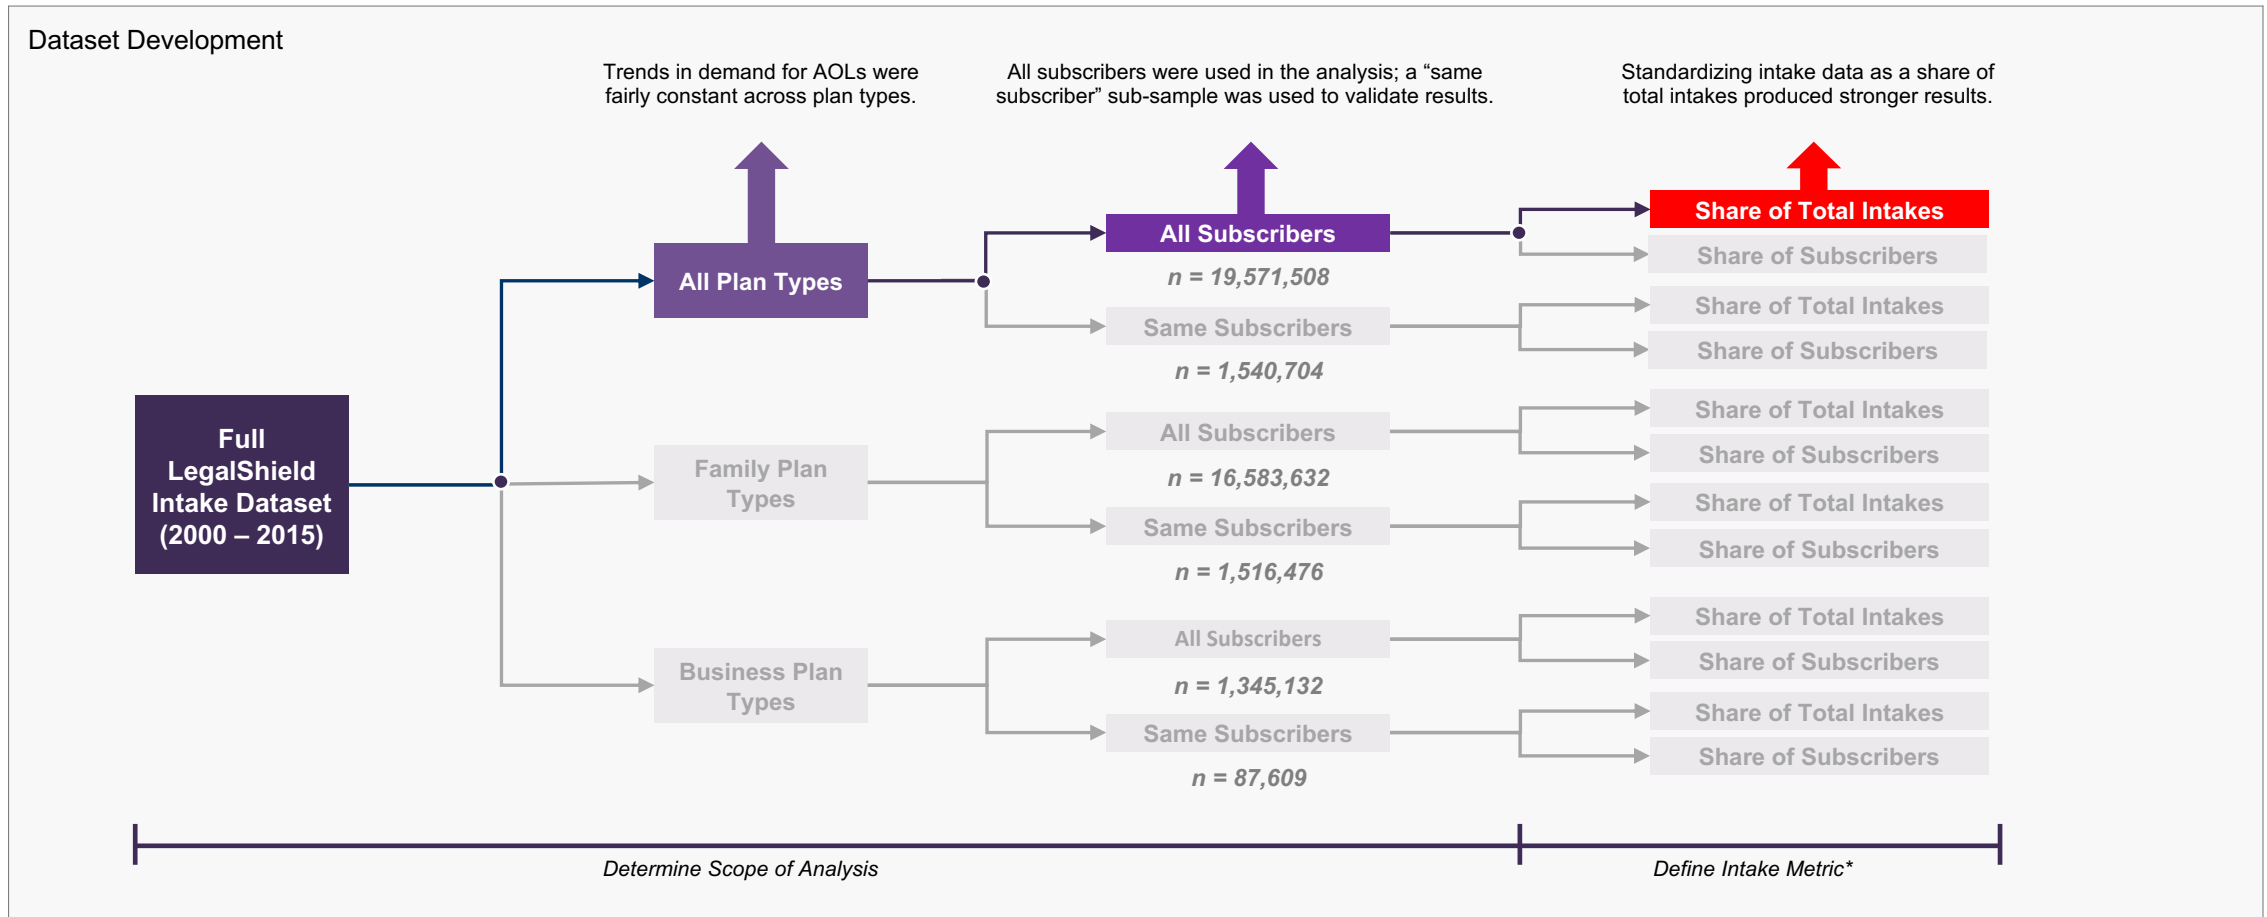 Dataset Development
Trends in demand for AOLs were
fairly constant across plan types.
All subscribers were used in the analysis; a “same
subscriber” sub-sample was used to validate results.
Standardizing intake data as a share of
total intakes produced stronger results.
Full
LegalShield
Intake Dataset
(2000 – 2015)
All Plan Types
Family Plan
Types
Business Plan
Types
All Subscribers
n = 19,571,508
Same Subscribers
n = 1,540,704
All Subscribers
n = 16,583,632
Same Subscribers
n = 1,516,476
All Subscribers
n = 1,345,132
Same Subscribers
n = 87,609
Share of Total Intakes
Share of Subscribers
Share of Total Intakes
Share of Subscribers
Share of Total Intakes
Share of Subscribers
Share of Total Intakes
Share of Subscribers
Share of Total Intakes
Share of Subscribers
Share of Total Intakes
Share of Subscribers
Determine Scope of Analysis
Define Intake Metric*